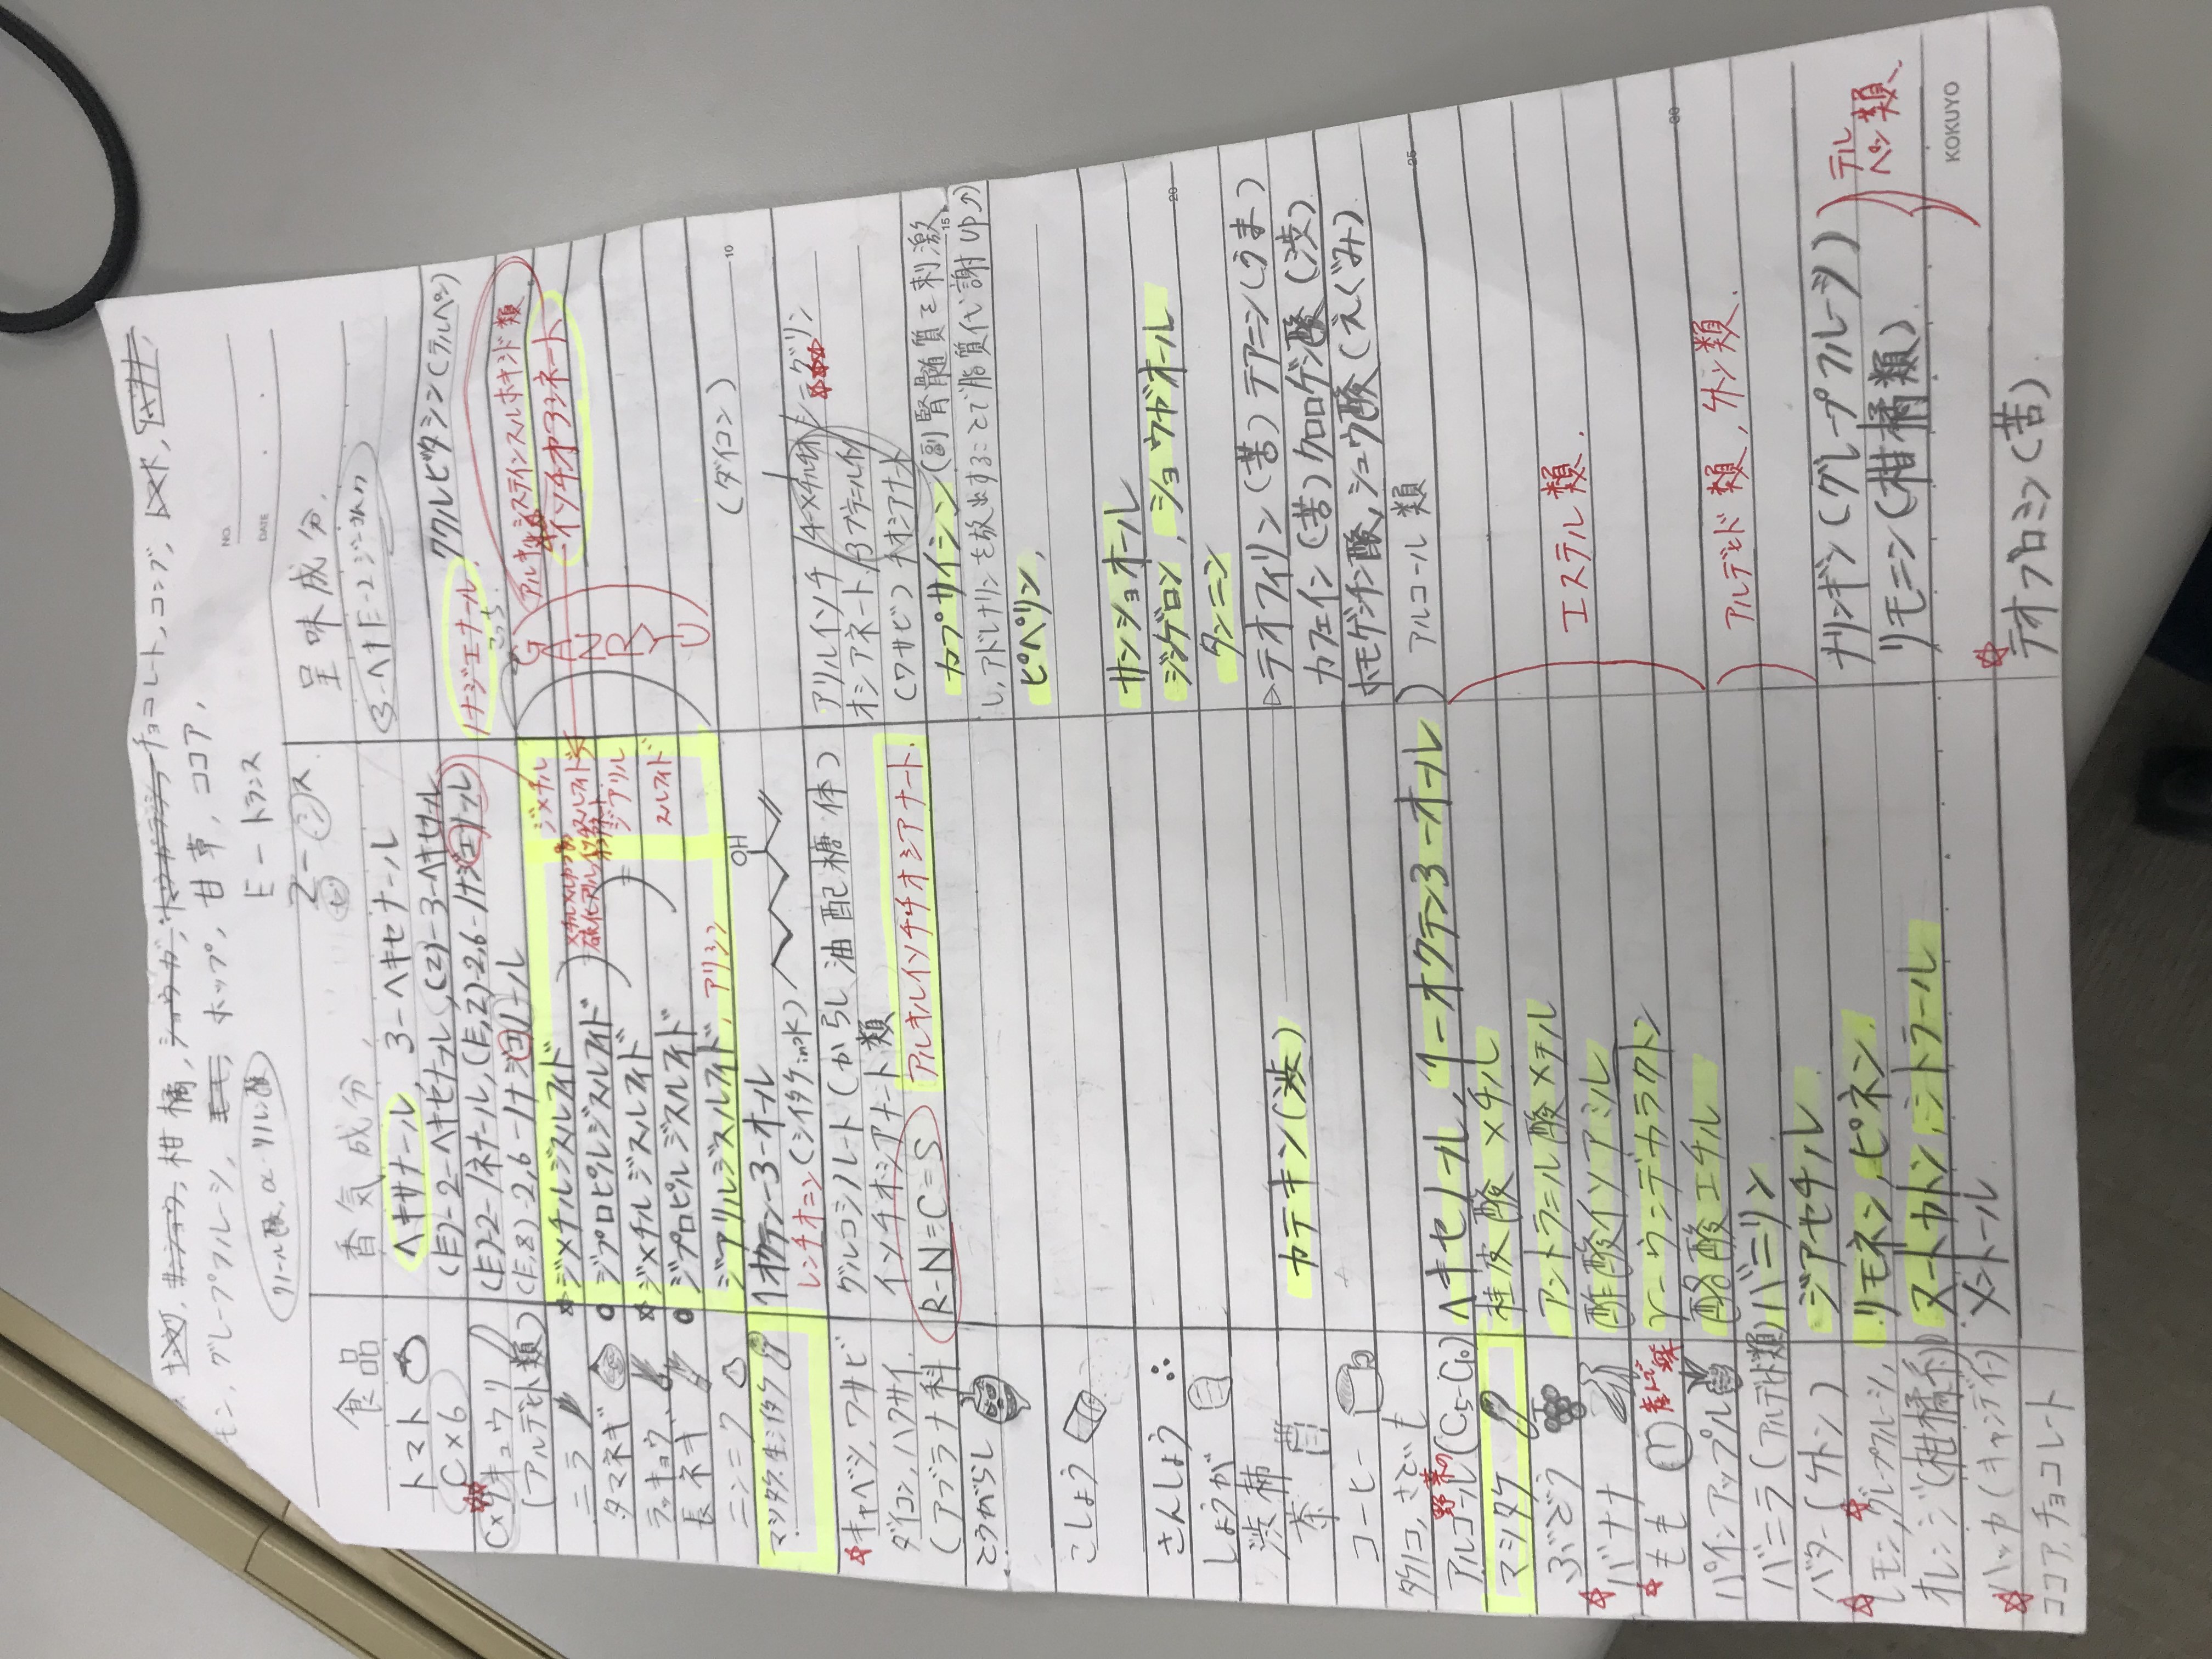 柑橘, ショウガ, トウガラシ, チョコレート, コンブ, トマト,
モン, グレープフルーツ, モモ, ホップ, 甘草, ココア,
リノール酸, α-リノレン酸
E-トランス
Z-シス
ゼ
NO.
DATE
食品 香気成分, 呈味成分.
トマト ヘキサナール, 3-ヘキセナール
C×6 (E)-2-ヘキセナール, (Z)-3-ヘキセナール ククルビタシン(テルペン)
キュウリ (E)-2-ノネナール, (E,Z)-2,6-ノナジエナール ノナジエナール こっち
(アルデヒド類) (E,Z)-2,6-ノナジエノール
アルキルシステインスルホキシド類
ニラ ジメチルジスルフィド ジメチル イソチオシネート
タマネギ ジプロピルジスルフィド スルフィド
ラッキョウ ジメチルジスルフィド ジアリル
長ネギ ジプロピルジスルフィド スルフィド
GANRYU
ニンニク ジアリルジスルフィド, アリシン
(ダイコン) 10
マツタケ.生シイタケ 1オクテン-3-オール OH
レンチオニン(シイタケinOK)
キャベツ, ワサビ グルコシノレート(からし油配糖体) アリルイソチ/4-メチルチオ/シニグリン
ダイコン, ハクサイ. イソチオシアナート類 オシアネート/-3ブテニルイソ
(アブラナ科 R-N=C=S アルキルイソチチオシアナート. (ワサビ) チオシアナート
とうがらし カプサイシン(副腎髄質を刺激 15
し, アドレナリンを放出することで脂質代謝up↗)
こしょう ピペリン,
さんしょう サンショオール
しょうが ジンゲロン, ショウガオール 20
渋柿 タンニン
茶 カテキン(渋) テオフィリン(苦) テアニン(うま)
コーヒー カフェイン(苦) クロロゲン酸(渋)
タケノコ, さといも ホモゲンチジン酸, シュウ酸(えぐみ)
野菜の
アルコール(C5-C10) ヘキセノール, 1-オクテン3-オール アルコール類 25
マツタケ 桂皮酸メチル
ぶどう アントラニル酸メチル
エステル類.
バナナ 酢酸イソアミル
もも 産んで γ-ウンデカラクトン
パインアップル 酪酸エチル 30
アルデヒド類, ケトン類.
バニラ(アルデヒド類) バニリン
バター(ケトン) ジアセチル
レモン, グレープフルーツ, リモネン, ピネン. ナリンギン(グレープフルーツ) テルペン類
オレンジ(柑橘系) ヌートカトン, シトラール リモニン(柑橘類)
KOKUYO
ハッカ(キャンディー) メントール
ココア, チョコレート テオブロミン(苦)